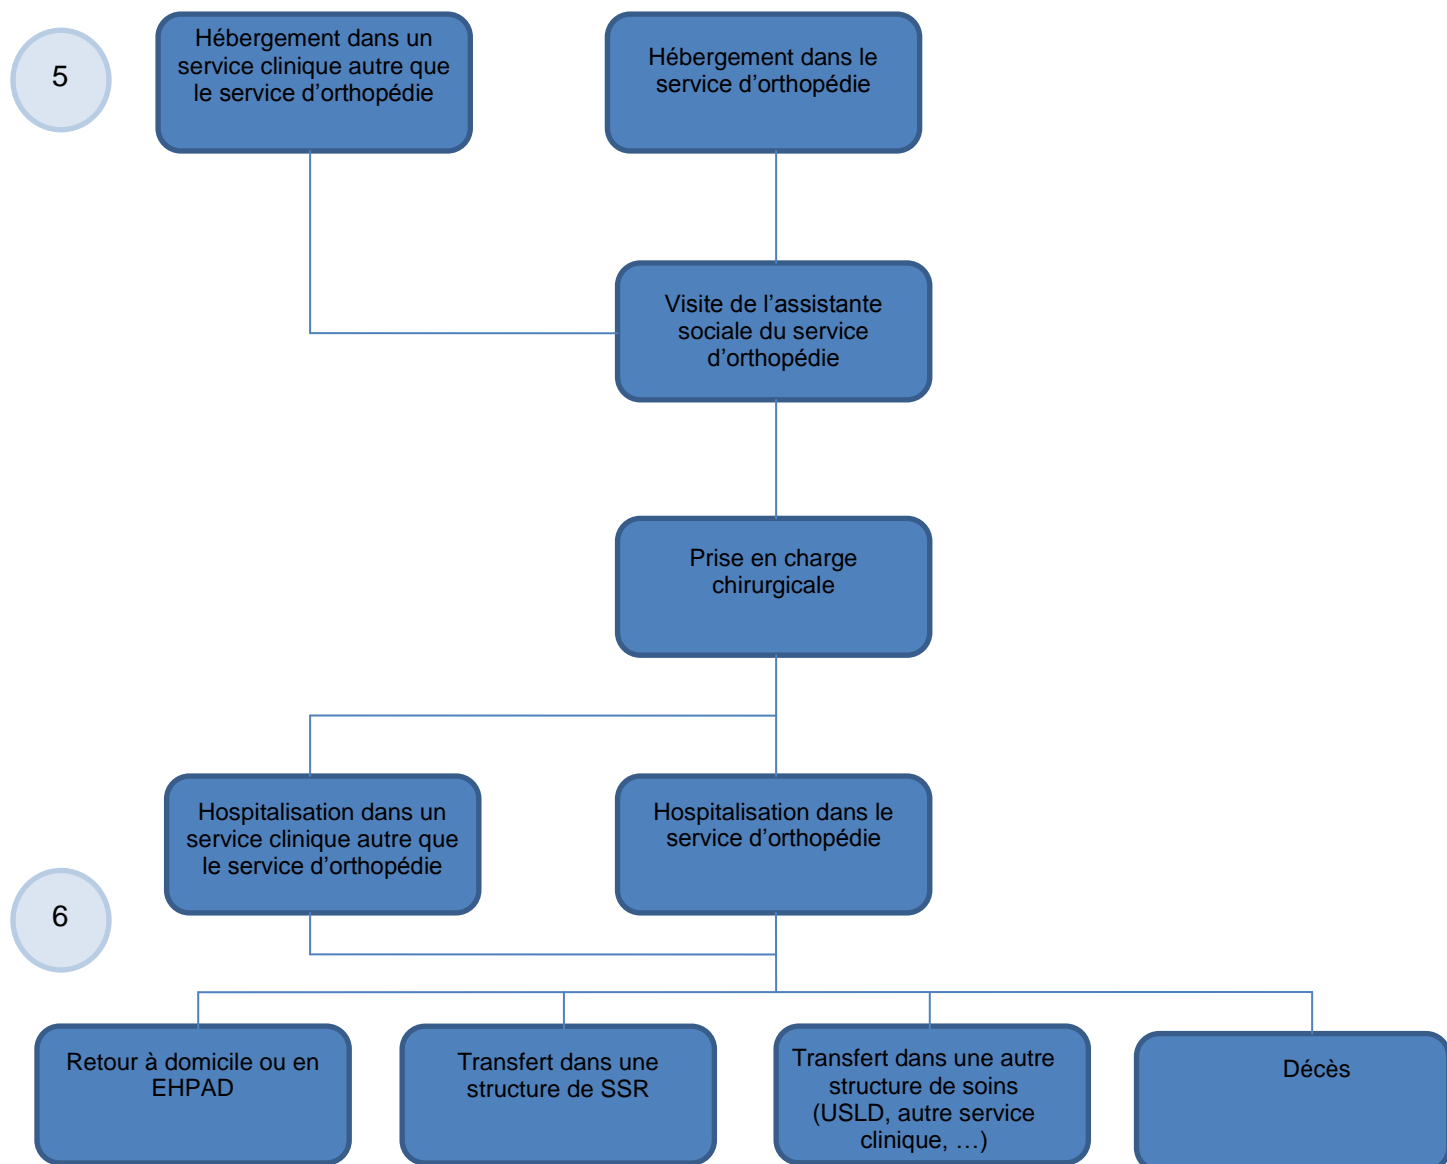 5
Hébergement dans un
service clinique autre que
le service d’orthopédie
Hébergement dans le
service d’orthopédie
Visite de l’assistante
sociale du service
d’orthopédie
Prise en charge
chirurgicale
Hospitalisation dans un
service clinique autre que
le service d’orthopédie
Hospitalisation dans le
service d’orthopédie
6
Retour à domicile ou en
EHPAD
Transfert dans une
structure de SSR
Transfert dans une autre
structure de soins
(USLD, autre service
clinique, …)
Décès